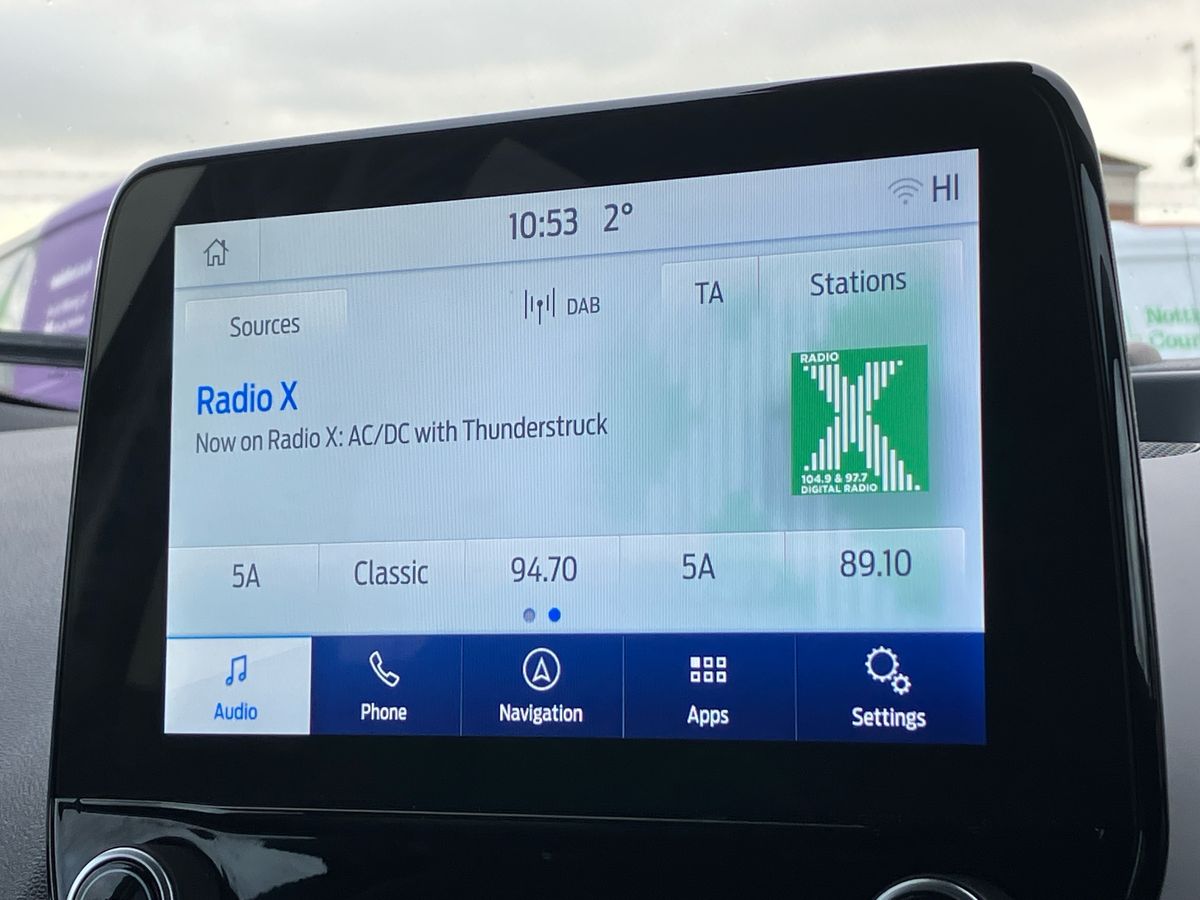 10:53 2° HI
Sources DAB TA Stations
Radio X
Now on Radio X: AC/DC with Thunderstruck
RADIO
X
104.9 & 97.7
DIGITAL RADIO
5A Classic 94.70 5A 89.10
Audio Phone Navigation Apps Settings